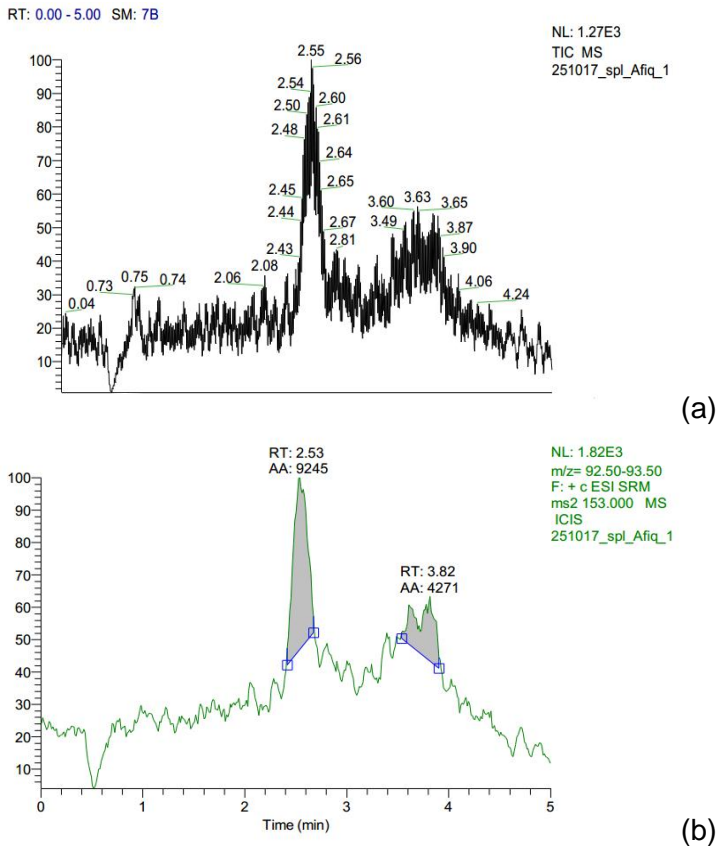 RT: 0.00 - 5.00 SM: 7B
NL: 1.27E3
TIC MS
251017_spl_Afiq_1
2.55
2.56
2.54
2.60
2.50
2.61
2.48
2.64
2.45
2.65
2.44
3.60
3.63
3.65
2.67
3.49
3.87
2.43
2.81
3.90
2.06
2.08
4.06
0.73
0.75
0.74
4.24
0.04
100
90
80
70
60
50
40
30
20
10
(a)
RT: 2.53
AA: 9245
NL: 1.82E3
m/z= 92.50-93.50
F: + c ESI SRM
ms2 153.000 MS
ICIS
251017_spl_Afiq_1
RT: 3.82
AA: 4271
100
90
80
70
60
50
40
30
20
10
0 1 2 3 4 5
Time (min)
(b)